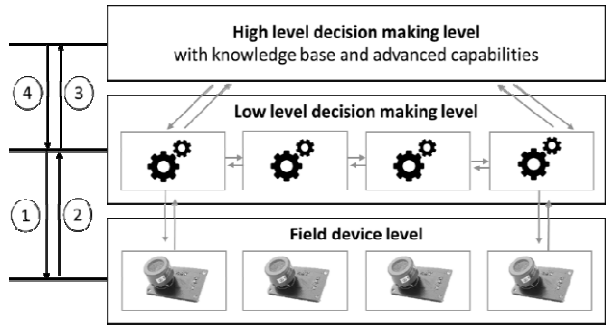 High level decision making level
with knowledge base and advanced capabilities
4
3
Low level decision making level
1
2
Field device level